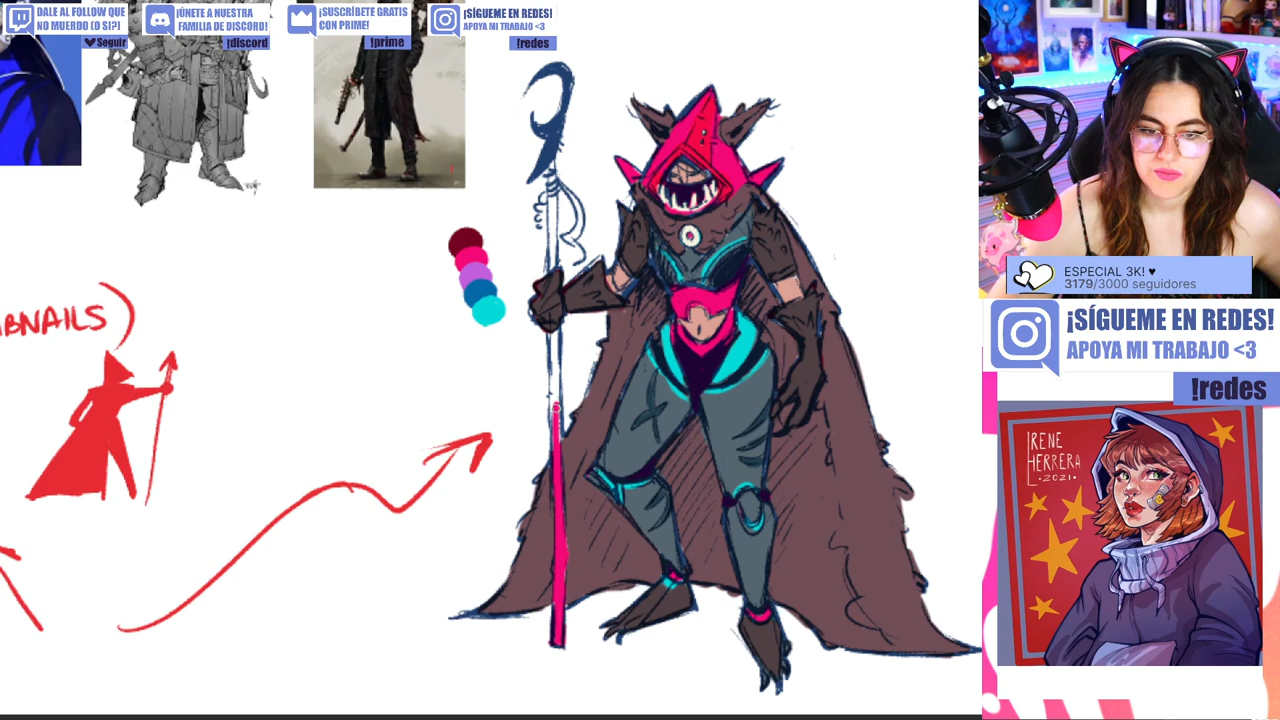 DALE AL FOLLOW QUE
NO MUERDO (O SI?)
Seguir
¡ÚNETE A NUESTRA
FAMILIA DE DISCORD!
!discord
¡SUSCRÍBETE GRATIS
CON PRIME!
!prime
¡SÍGUEME EN REDES!
APOYA MI TRABAJO <3
!redes
BNAILS)
ESPECIAL 3K! ♥
3179/3000 seguidores
¡SÍGUEME EN REDES!
APOYA MI TRABAJO <3
!redes
IRENE
HERRERA
·2021·